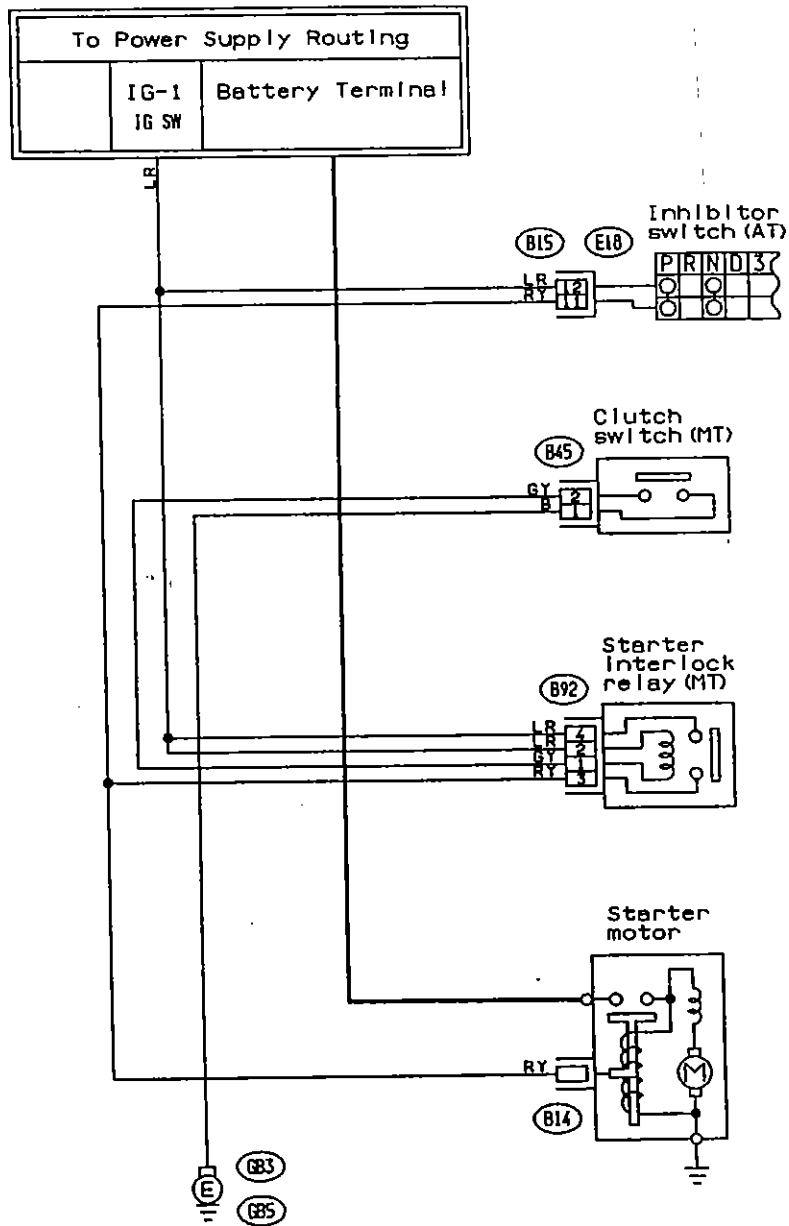 To Power Supply Routing
IG-1
IG SW
Battery Terminal
LR
Inhibitor
switch (AT)
B15
E18
P R N D 3
LR
12
RY
11
Clutch
switch (MT)
B45
GY
2
B
1
Starter
interlock
relay (MT)
B92
LR
4
LR
2
GY
1
RY
3
Starter
motor
M
RY
B14
GB3
E
GB5